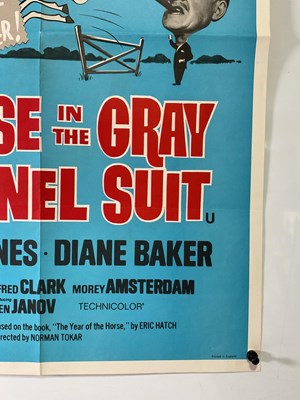 R!
SE IN THE GRAY
NEL SUIT U
NES · DIANE BAKER
FRED CLARK MOREY AMSTERDAM
EN JANOV TECHNICOLOR®
ased on the book, "The Year of the Horse," by ERIC HATCH
irected by NORMAN TOKAR